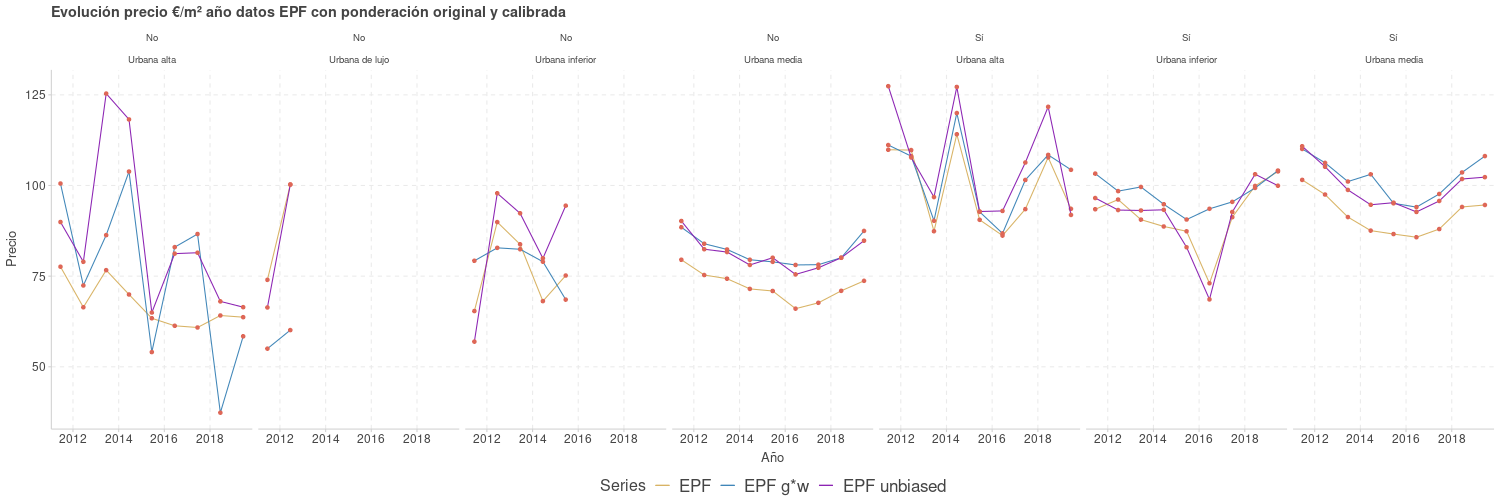 Evolución precio €/m² año datos EPF con ponderación original y calibrada
No No No No Sí Sí Sí
Urbana alta Urbana de lujo Urbana inferior Urbana media Urbana alta Urbana inferior Urbana media
Precio
125
100
75
50
2012 2014 2016 2018 2012 2014 2016 2018 2012 2014 2016 2018 2012 2014 2016 2018 2012 2014 2016 2018 2012 2014 2016 2018 2012 2014 2016 2018
Año
Series EPF EPF g*w EPF unbiased